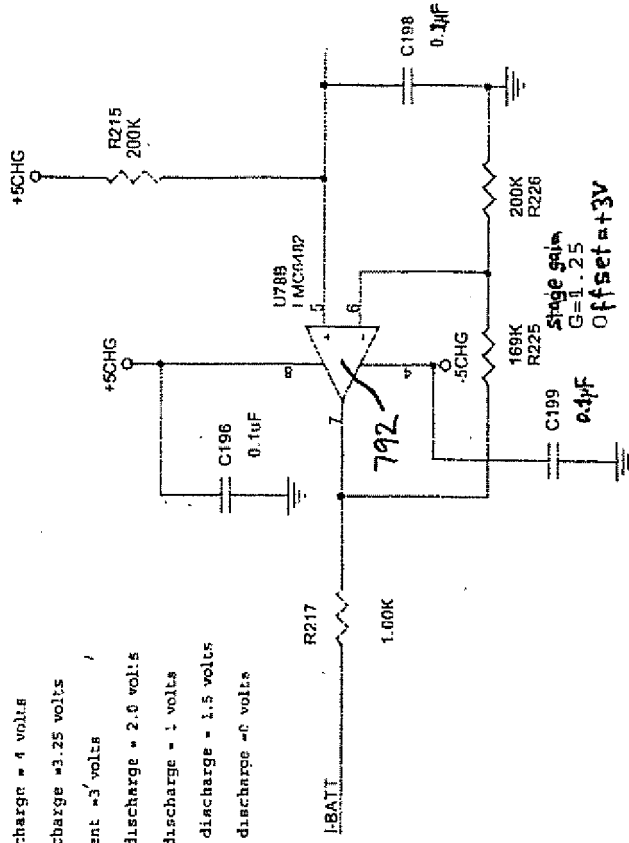 charge = 4 volts
charge =3.25 volts
ent =3 volts
discharge = 2.0 volts
discharge = 1 volts
discharge = 1.5 volts
discharge =0 volts
+5CHG
R215
200K
+5CHG
C196
0.1uF
U78B
LMC6482
5
6
7
8
4
792
C198
0.1µF
-5CHG
R217
1.00K
I-BATT
200K
R226
169K
R225
stage gain
G=1.25
Offset=+3V
C199
0.1µF